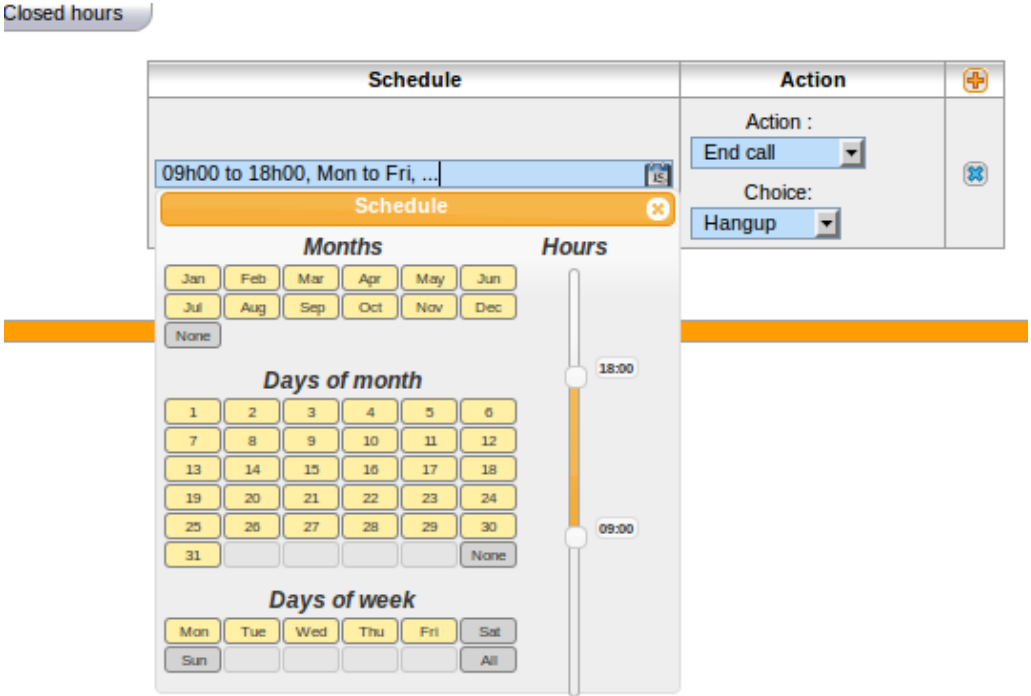 Closed hours
Schedule Action
Action :
End call
09h00 to 18h00, Mon to Fri, ...
15
Choice:
Hangup
Schedule
Months Hours
Jan Feb Mar Apr May Jun
Jul Aug Sep Oct Nov Dec
None
18:00
Days of month
1 2 3 4 5 6
7 8 9 10 11 12
13 14 15 16 17 18
19 20 21 22 23 24
25 26 27 28 29 30
09:00
31 None
Days of week
Mon Tue Wed Thu Fri Sat
Sun All